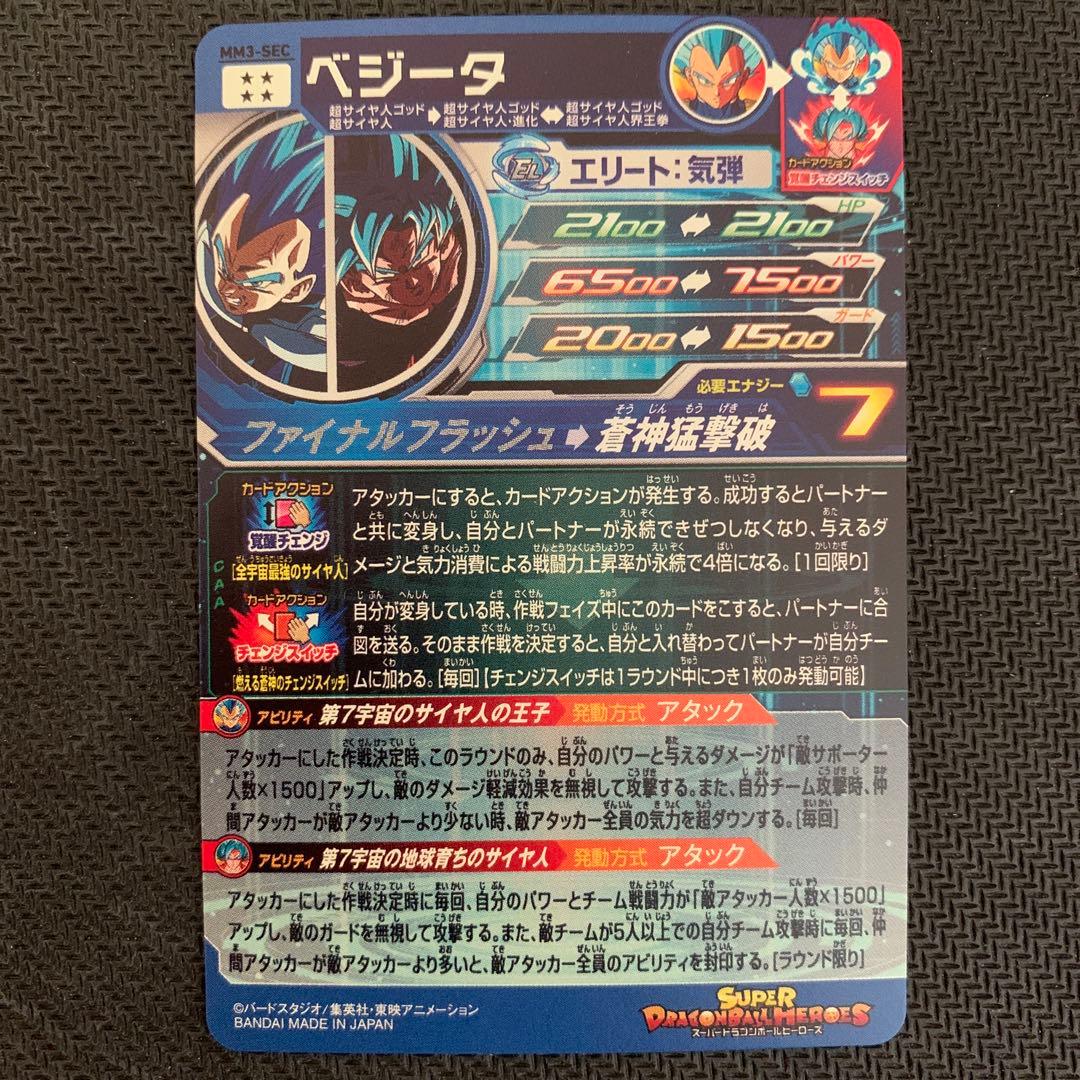 MM3-SEC
ベジータ
超サイヤ人ゴッド超サイヤ人➡超サイヤ人ゴッド超サイヤ人・進化⇔超サイヤ人ゴッド超サイヤ人界王拳
カードアクション
覚醒チェンジスイッチ
EL エリート:気弾
HP
2100 ⇔ 2100
パワー
6500 ⇔ 7500
ガード
2000 ⇔ 1500
必要エナジー 7
ファイナルフラッシュ➡蒼神猛撃破
そうじんもうげきは
CAA
カードアクション
覚醒チェンジ
[全宇宙最強のサイヤ人]
アタッカーにすると、カードアクションが発生する。成功するとパートナー
と共に変身し、自分とパートナーが永続できぜつしなくなり、与えるダ
メージと気力消費による戦闘力上昇率が永続で4倍になる。[1回限り]
カードアクション
チェンジスイッチ
[燃える蒼神のチェンジスイッチ]
自分が変身している時、作戦フェイズ中にこのカードをこすると、パートナーに合
図を送る。そのまま作戦を決定すると、自分と入れ替わってパートナーが自分チー
ムに加わる。[毎回]【チェンジスイッチは1ラウンド中につき1枚のみ発動可能】
アビリティ 第7宇宙のサイヤ人の王子 発動方式 アタック
アタッカーにした作戦決定時、このラウンドのみ、自分のパワーと与えるダメージが「敵サポーター
人数×1500」アップし、敵のダメージ軽減効果を無視して攻撃する。また、自分チーム攻撃時、仲
間アタッカーが敵アタッカーより少ない時、敵アタッカー全員の気力を超ダウンする。[毎回]
アビリティ 第7宇宙の地球育ちのサイヤ人 発動方式 アタック
アタッカーにした作戦決定時に毎回、自分のパワーとチーム戦闘力が「敵アタッカー人数×1500」
アップし、敵のガードを無視して攻撃する。また、敵チームが5人以上での自分チーム攻撃時に毎回、仲
間アタッカーが敵アタッカーより多いと、敵アタッカー全員のアビリティを封印する。[ラウンド限り]
©バードスタジオ/集英社・東映アニメーション
BANDAI MADE IN JAPAN
SUPER
DRAGONBALL HEROES
スーパードラゴンボールヒーローズ